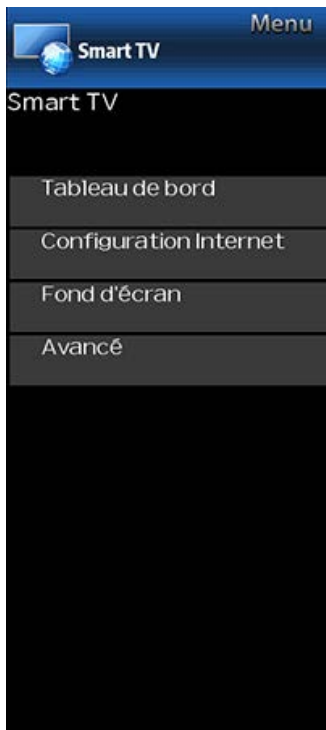 Menu
Smart TV
Smart TV
Tableau de bord
Configuration Internet
Fond d'écran
Avancé